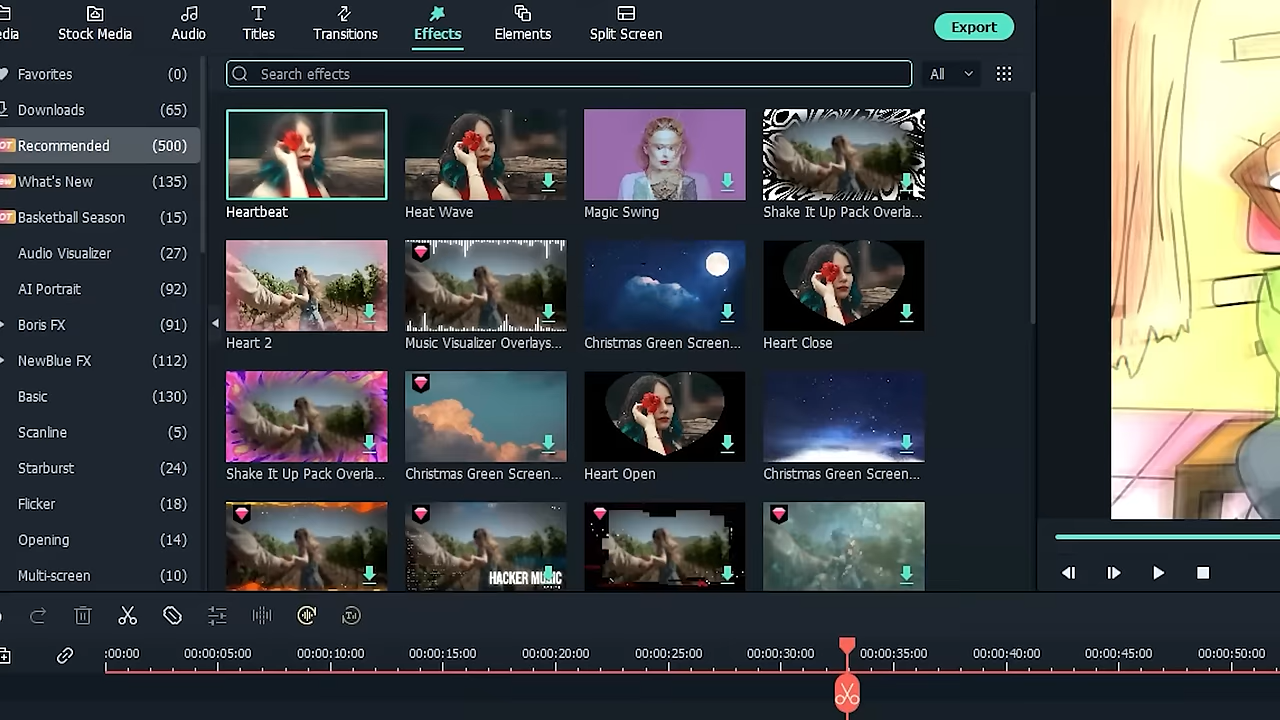 dia
Stock Media
Audio
Titles
Transitions
Effects
Elements
Split Screen
Export
Favorites (0)
Downloads (65)
Recommended (500)
What's New (135)
Basketball Season (15)
Audio Visualizer (27)
AI Portrait (92)
Boris FX (91)
NewBlue FX (112)
Basic (130)
Scanline (5)
Starburst (24)
Flicker (18)
Opening (14)
Multi-screen (10)
Search effects
All
Heartbeat
Heat Wave
Magic Swing
Shake It Up Pack Overla...
Heart 2
Music Visualizer Overlays...
Christmas Green Screen...
Heart Close
Shake It Up Pack Overla...
Christmas Green Screen...
Heart Open
Christmas Green Screen...
HACKER MUSIC
:00:00
00:00:05:00
00:00:10:00
00:00:15:00
00:00:20:00
00:00:25:00
00:00:30:00
00:00:35:00
00:00:40:00
00:00:45:00
00:00:50:00